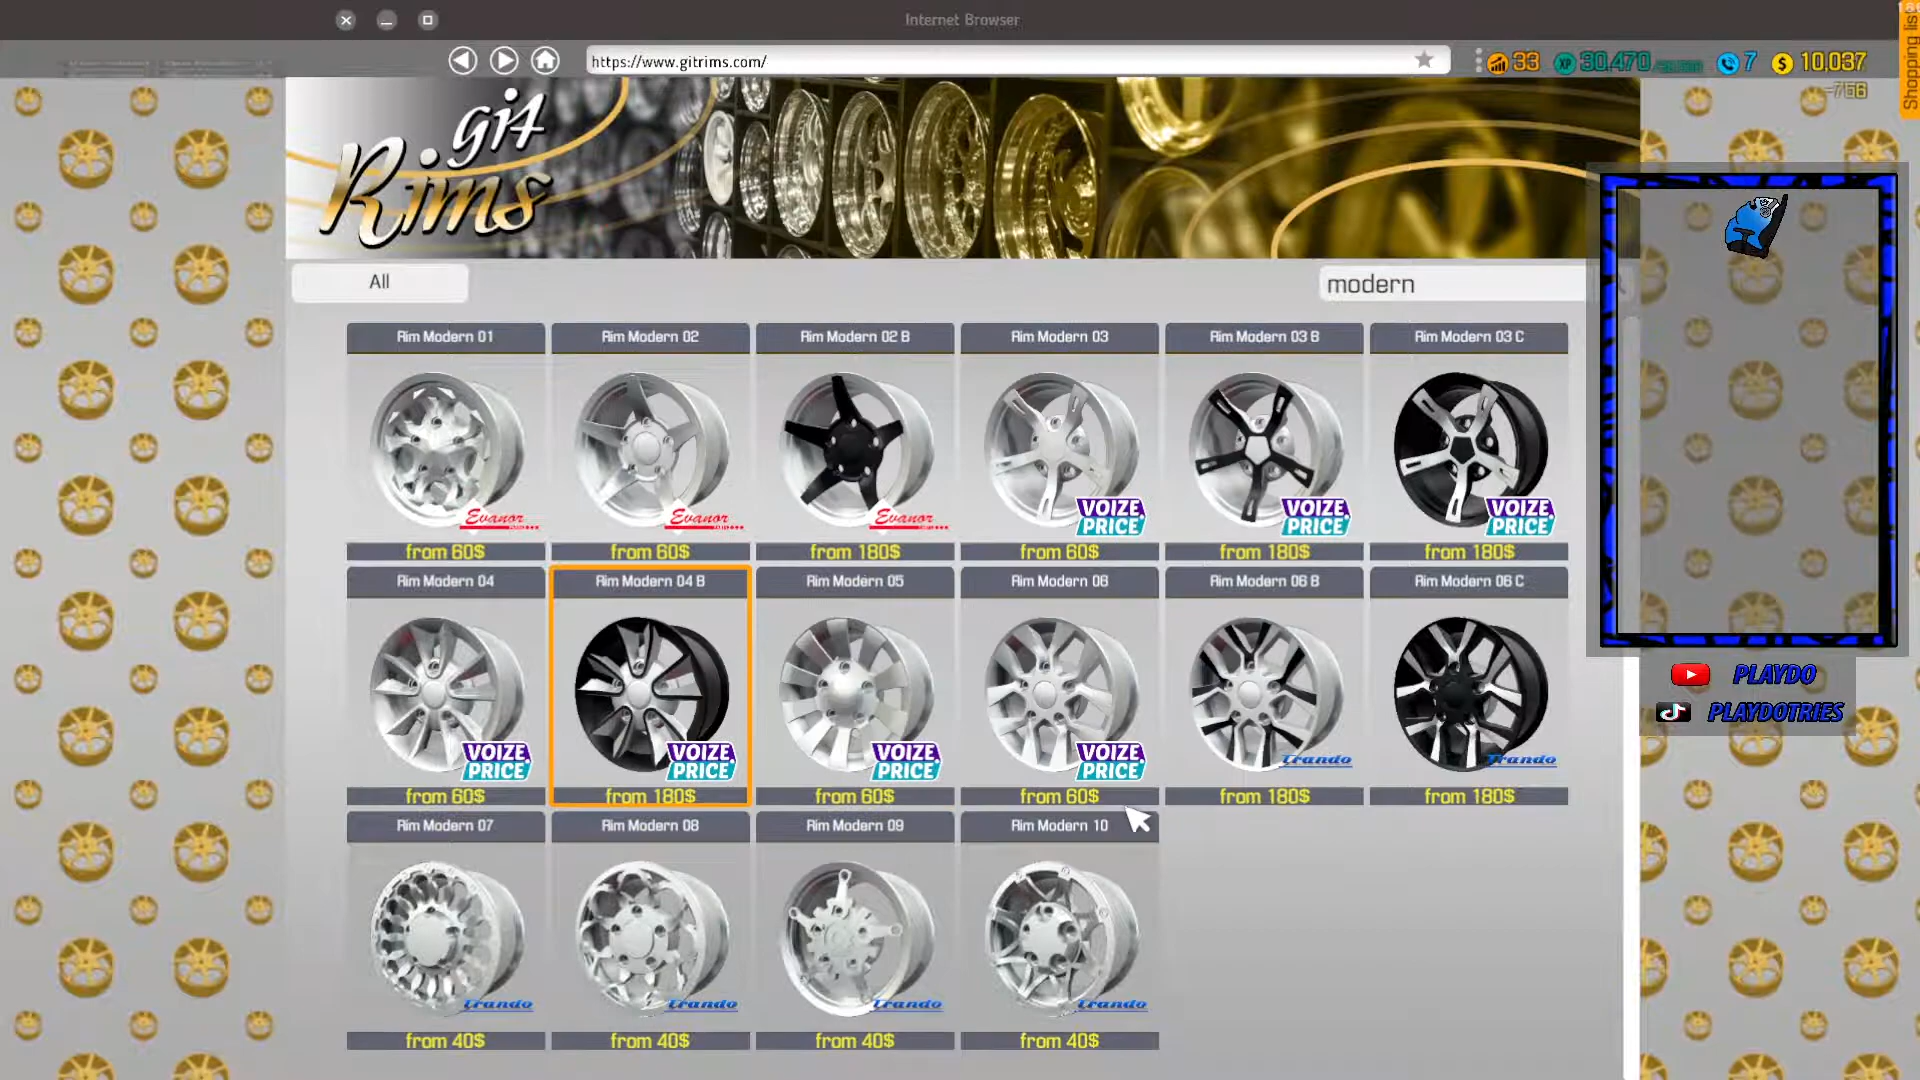 Internet Browser
https://www.gitrims.com/
33
XP
30,470
7
$
10,037
-756
Shopping list
git
Rims
All
modern
Rim Modern 01
Rim Modern 02
Rim Modern 02 B
Rim Modern 03
Rim Modern 03 B
Rim Modern 03 C
Evanor
Evanor
Evanor
VOIZE PRICE
VOIZE PRICE
VOIZE PRICE
from 60$
from 60$
from 180$
from 60$
from 180$
from 180$
Rim Modern 04
Rim Modern 04 B
Rim Modern 05
Rim Modern 06
Rim Modern 06 B
Rim Modern 06 C
VOIZE PRICE
VOIZE PRICE
VOIZE PRICE
VOIZE PRICE
Trando
Trando
from 60$
from 180$
from 60$
from 60$
from 180$
from 180$
PLAYDO
PLAYDOTRIES
Rim Modern 07
Rim Modern 08
Rim Modern 09
Rim Modern 10
Trando
Trando
Trando
Trando
from 40$
from 40$
from 40$
from 40$